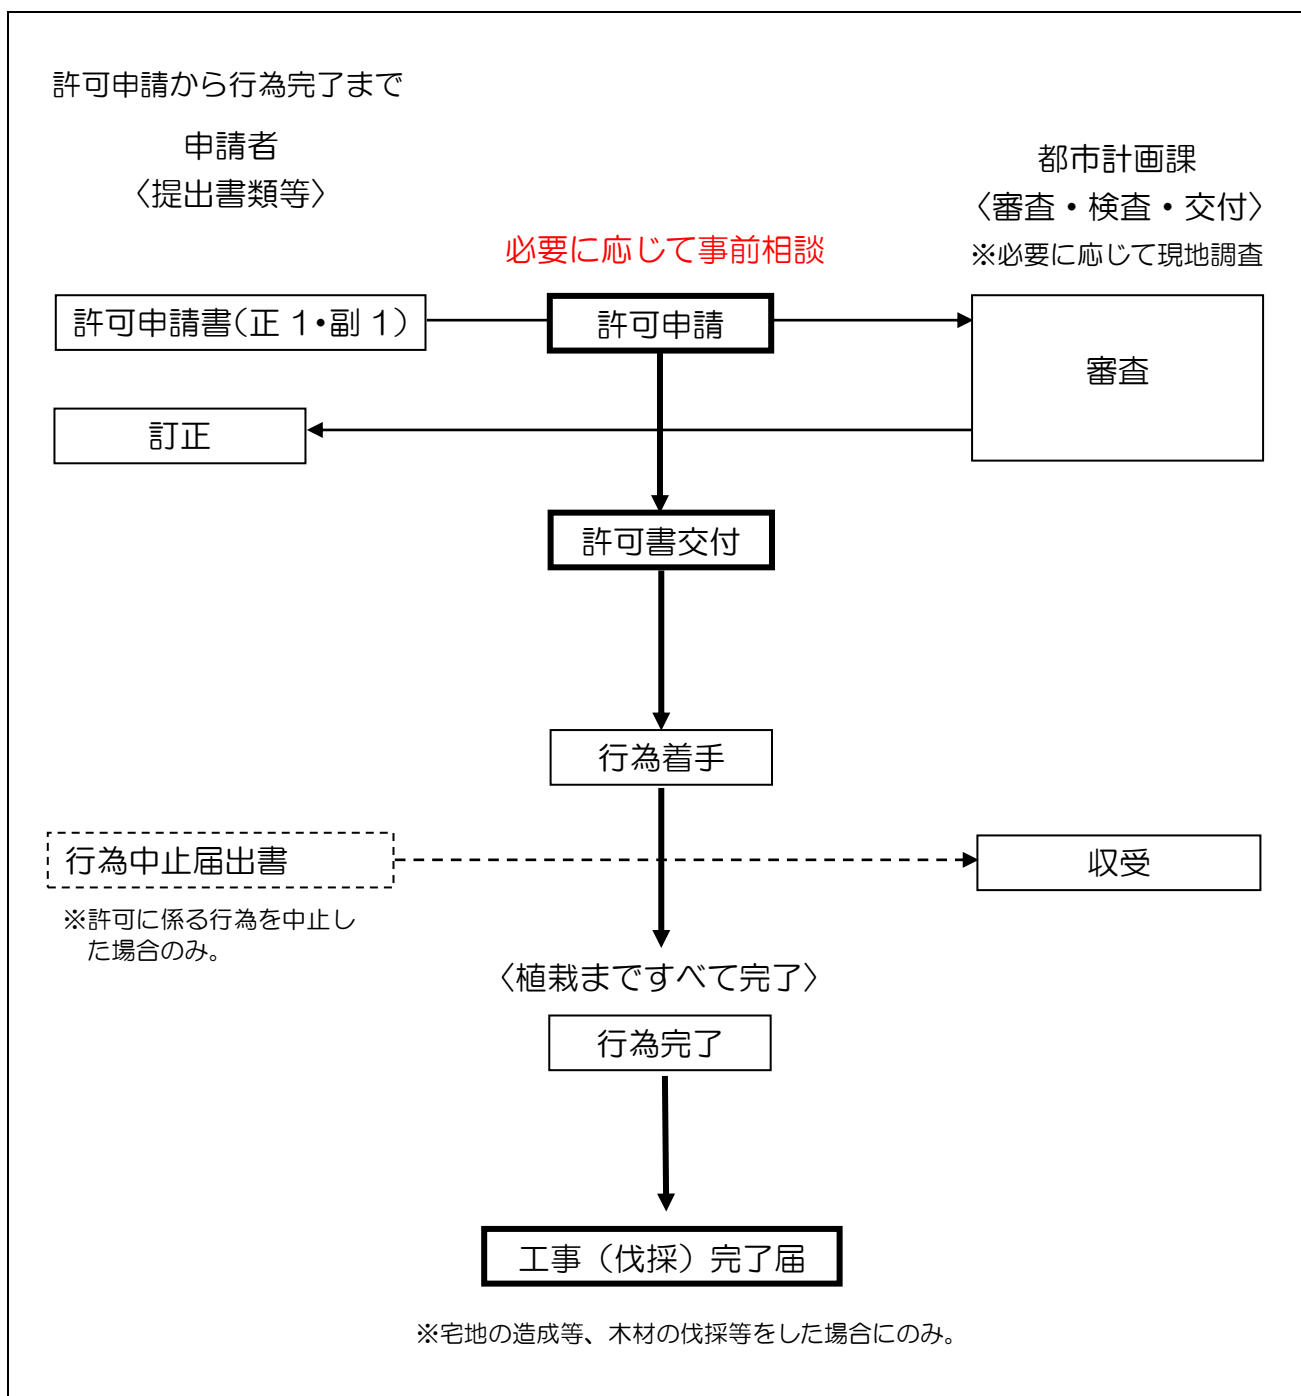 許可申請から行為完了まで
申請者
〈提出書類等〉
都市計画課
〈審査・検査・交付〉
※必要に応じて現地調査
必要に応じて事前相談
許可申請書(正 1・副 1)
許可申請
審査
訂正
許可書交付
行為着手
行為中止届出書
収受
※許可に係る行為を中止し
た場合のみ。
〈植栽まですべて完了〉
行為完了
工事（伐採）完了届
※宅地の造成等、木材の伐採等をした場合にのみ。